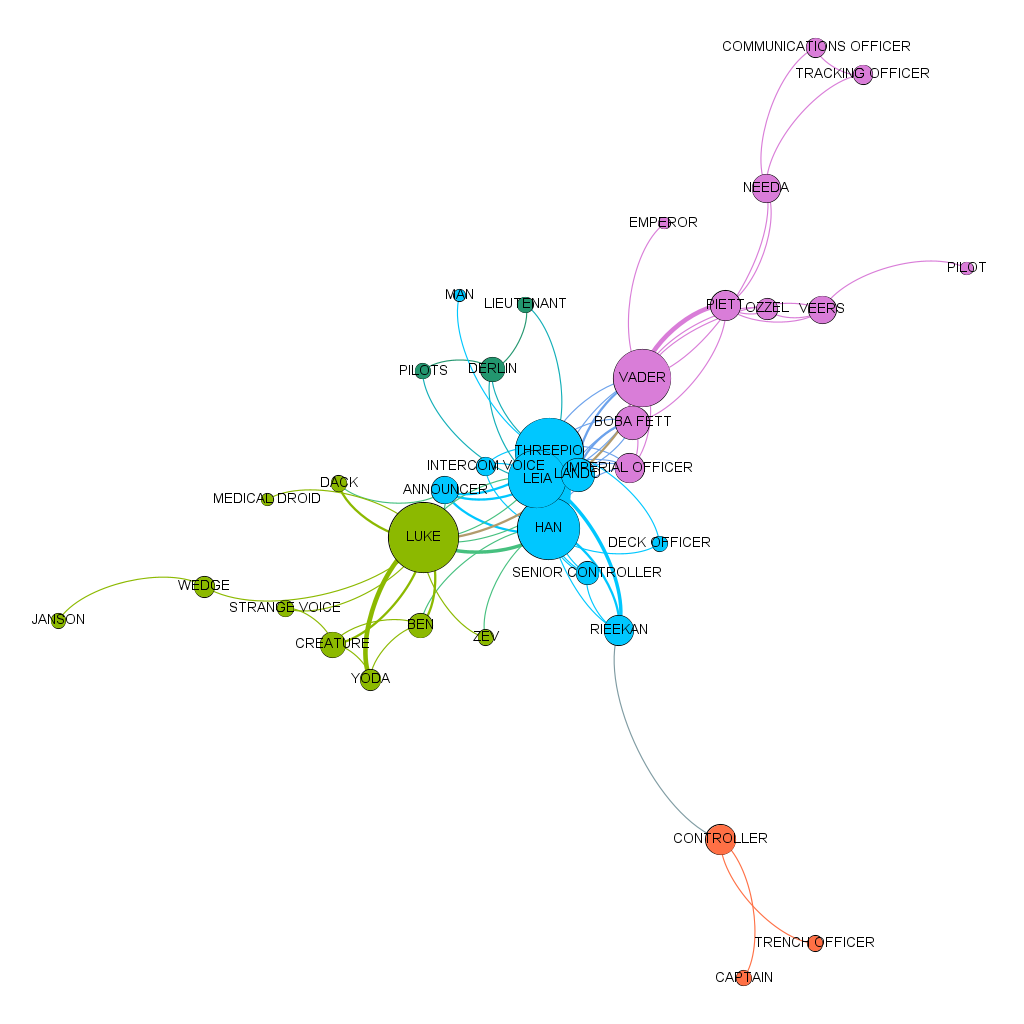 COMMUNICATIONS OFFICER
TRACKING OFFICER
NEEDA
EMPEROR
PILOT
MAN
LIEUTENANT
PIETT
OZZEL
VEERS
PILOTS
DERLIN
VADER
BOBA FETT
THREEPIO
INTERCOM VOICE
IMPERIAL OFFICER
LANDO
LEIA
DACK
ANNOUNCER
MEDICAL DROID
HAN
LUKE
DECK OFFICER
SENIOR CONTROLLER
WEDGE
STRANGE VOICE
JANSON
BEN
RIEEKAN
ZEV
CREATURE
YODA
CONTROLLER
TRENCH OFFICER
CAPTAIN